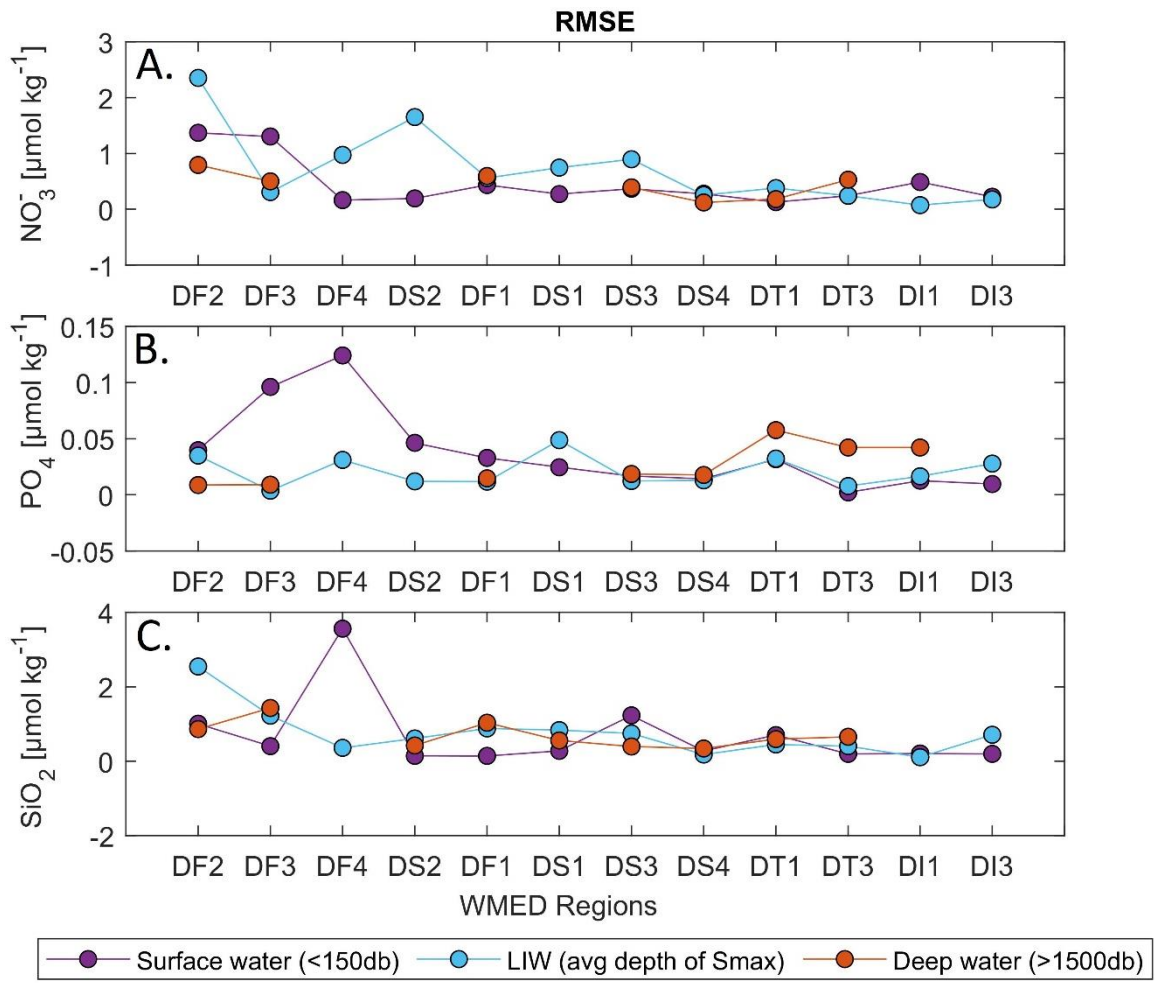 RMSE
A.
3
2
1
0
-1
NO₃⁻ [µmol kg⁻¹]
DF2 DF3 DF4 DS2 DF1 DS1 DS3 DS4 DT1 DT3 DI1 DI3
B.
0.15
0.1
0.05
0
-0.05
PO₄ [µmol kg⁻¹]
DF2 DF3 DF4 DS2 DF1 DS1 DS3 DS4 DT1 DT3 DI1 DI3
C.
4
2
0
-2
SiO₂ [µmol kg⁻¹]
DF2 DF3 DF4 DS2 DF1 DS1 DS3 DS4 DT1 DT3 DI1 DI3
WMED Regions
Surface water (<150db) LIW (avg depth of Smax) Deep water (>1500db)